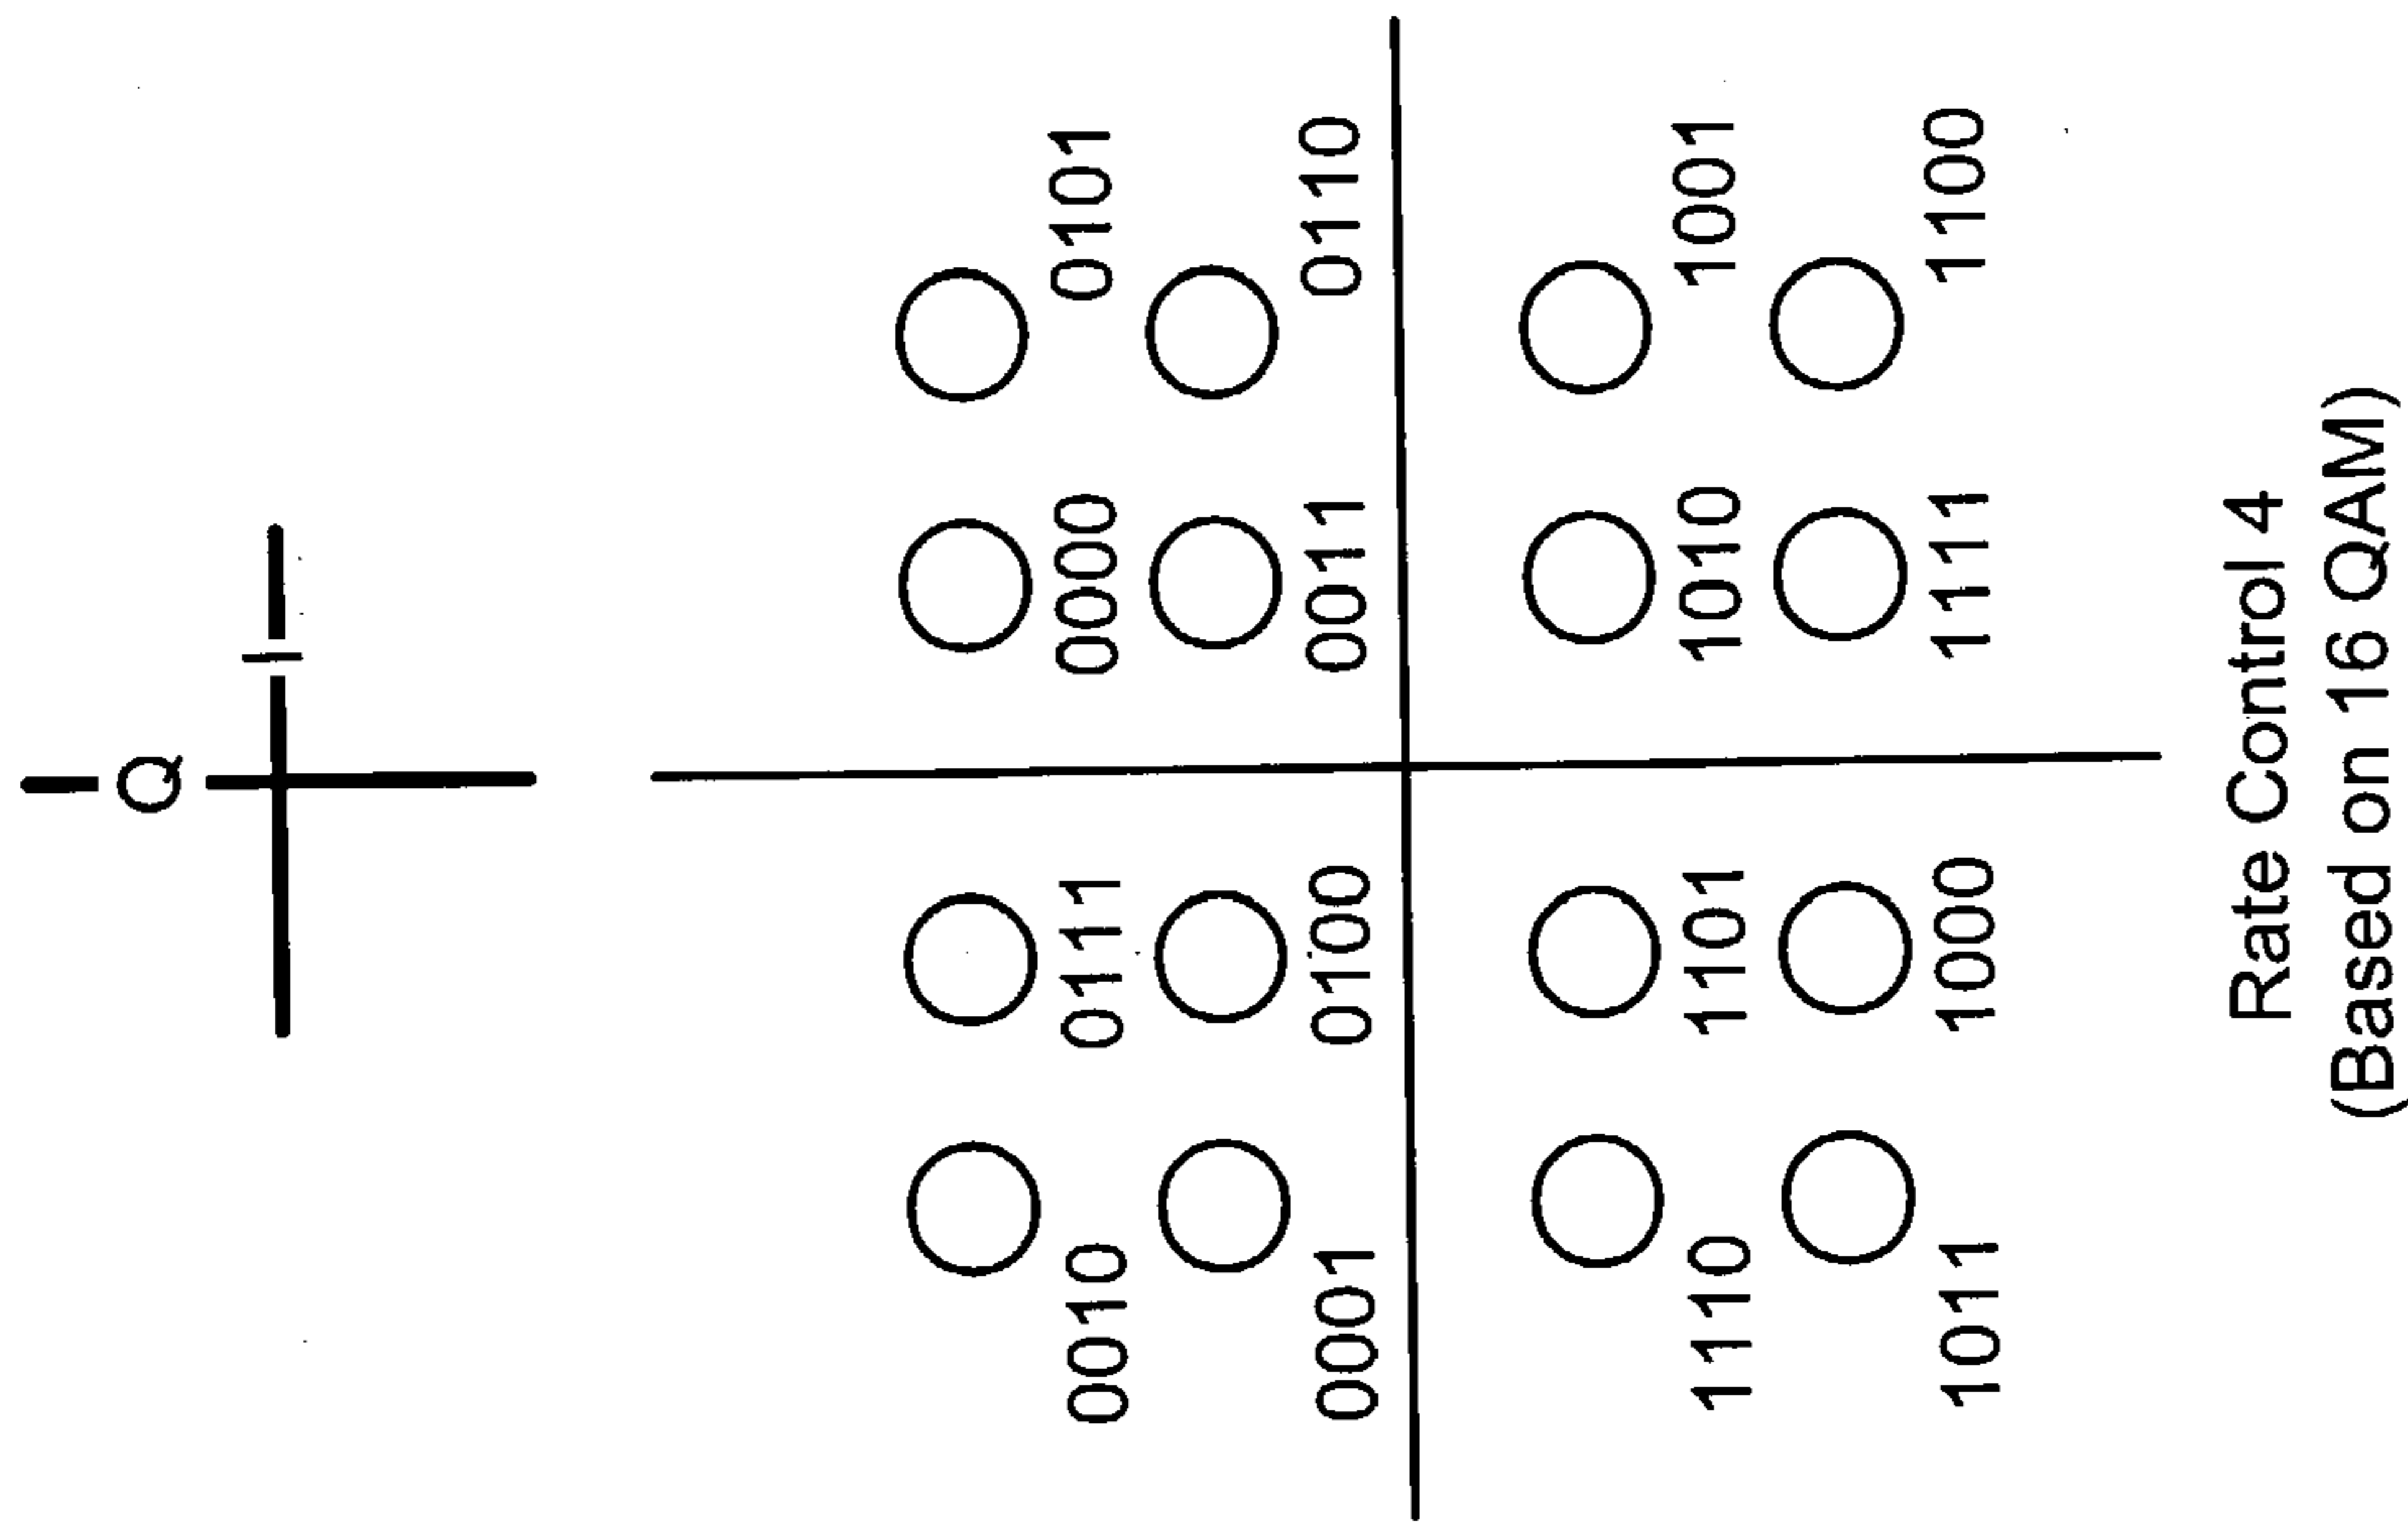 Q
I
0010 0111 0000 0101
0001 0100 0011 0110
1110 1101 1010 1001
1011 1000 1111 1100
Rate Control 4
(Based on 16 QAM)